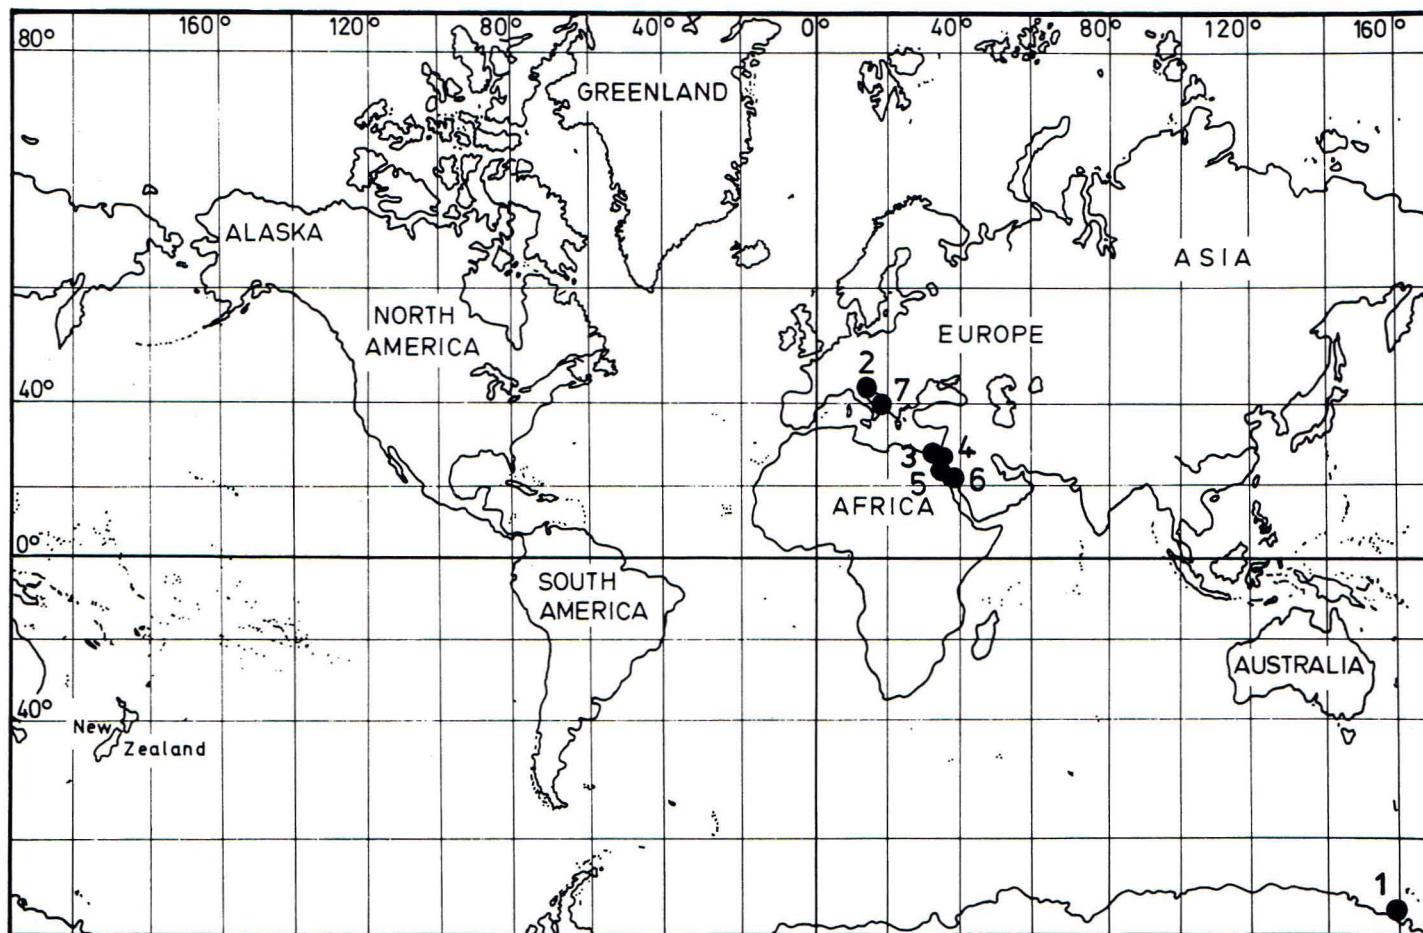 160° 120° 80° 40° 0° 40° 80° 120° 160°
80°
GREENLAND
ALASKA
ASIA
NORTH
AMERICA
EUROPE
2
40°
7
3 4
5 6
AFRICA
0°
SOUTH
AMERICA
AUSTRALIA
40°
New
Zealand
1